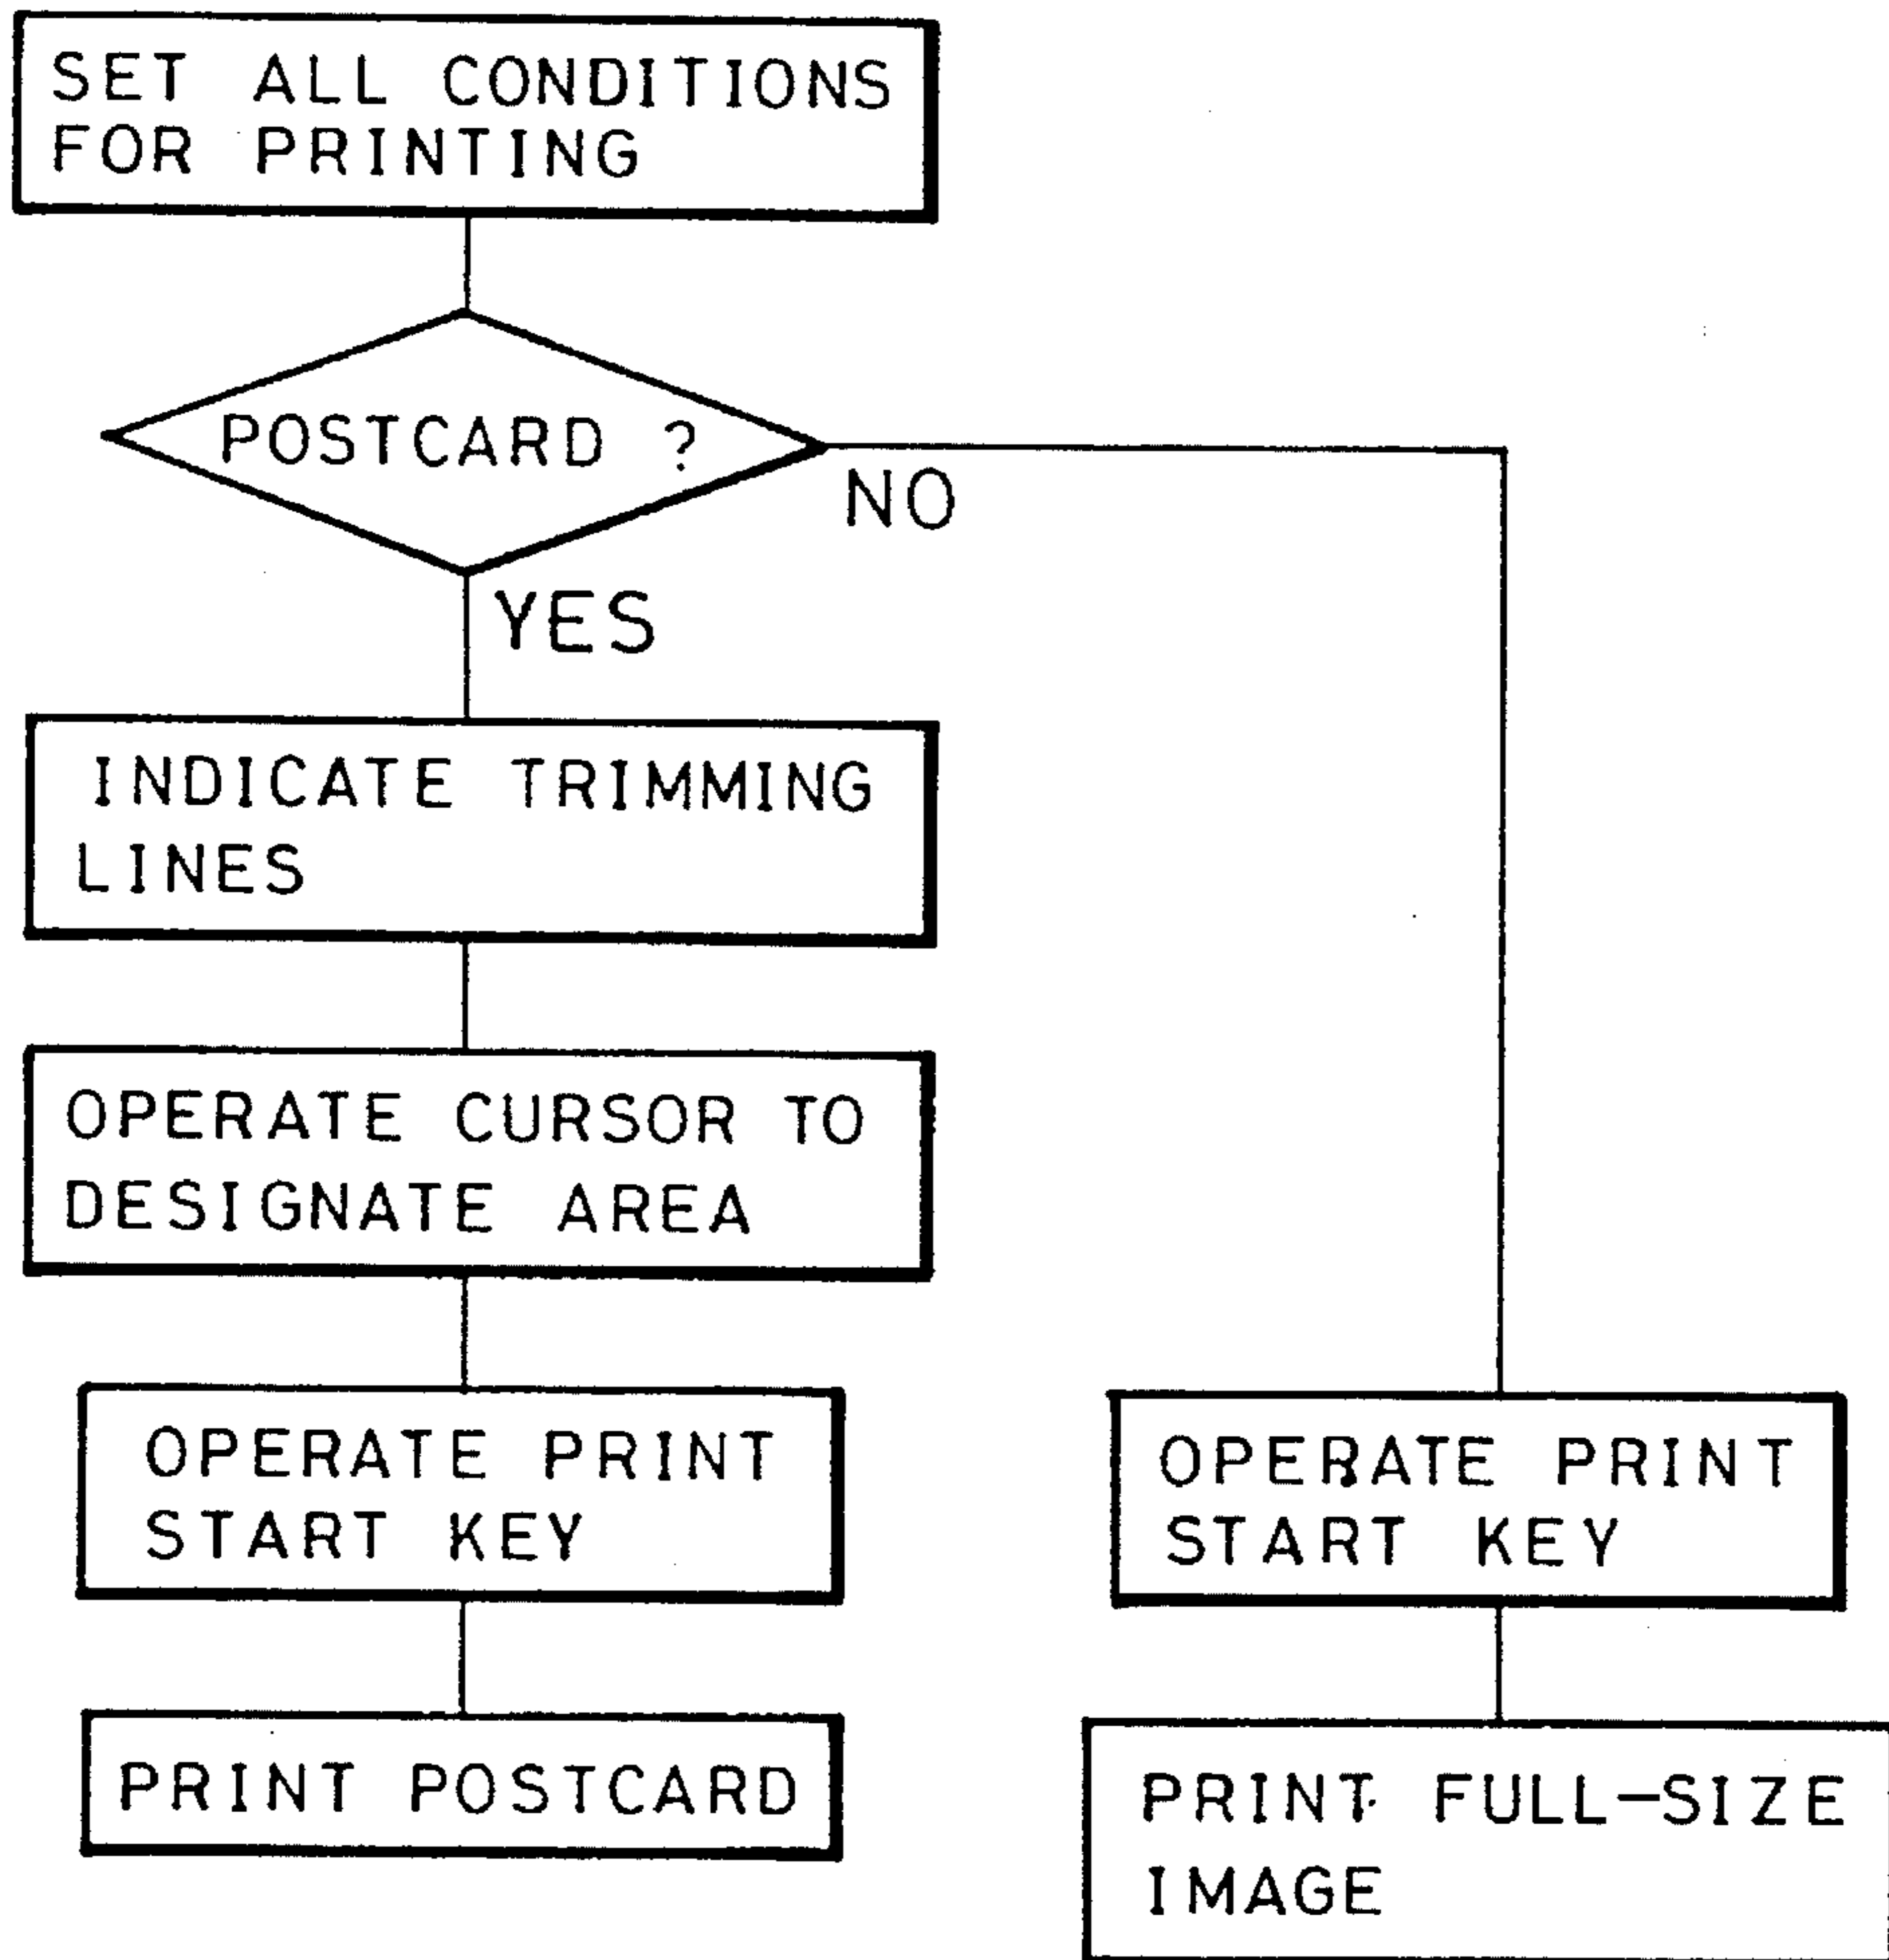 SET ALL CONDITIONS
FOR PRINTING
POSTCARD ?
NO
YES
INDICATE TRIMMING
LINES
OPERATE CURSOR TO
DESIGNATE AREA
OPERATE PRINT
START KEY
PRINT POSTCARD
OPERATE PRINT
START KEY
PRINT FULL-SIZE
IMAGE